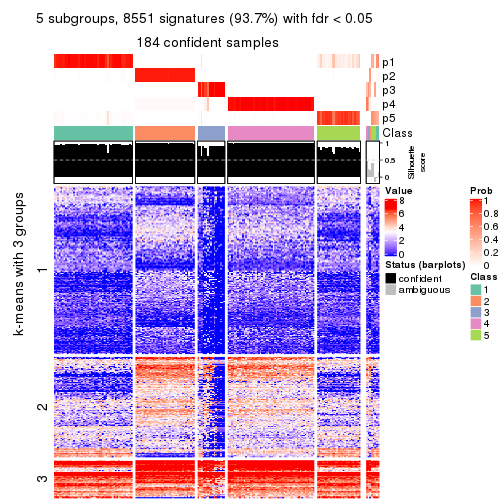 5 subgroups, 8551 signatures (93.7%) with fdr < 0.05
184 confident samples
p1
p2
p3
p4
p5
Class
1
0.5
0
Silhouette
score
k-means with 3 groups
1
2
3
Value
8
6
4
2
0
Status (barplots)
confident
ambiguous
Prob
1
0.8
0.6
0.4
0.2
0
Class
1
2
3
4
5